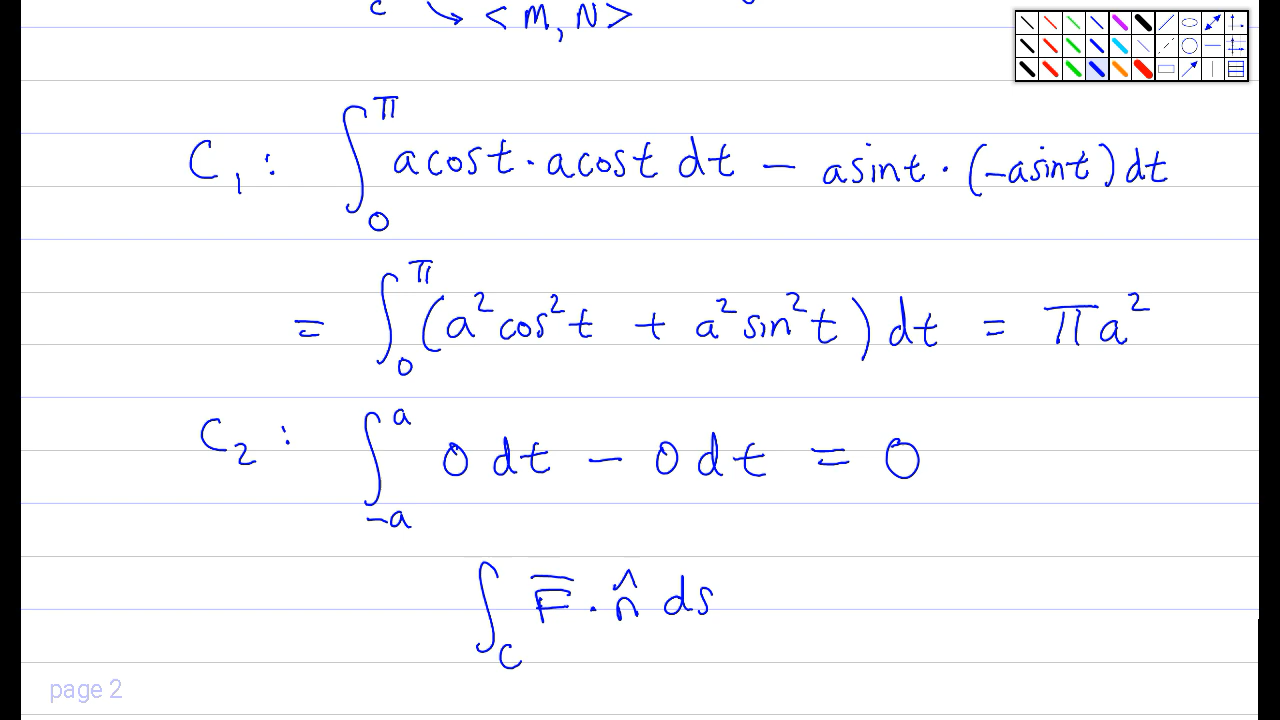 c ↘ < M, N >
C₁ : ∫₀^π a cos t · a cos t dt − a sin t · (−a sin t) dt
= ∫₀^π (a² cos² t + a² sin² t) dt = πa²
C₂ : ∫₋ₐ^a 0 dt − 0 dt = 0
∫_C F̅ · n̂ ds
page 2